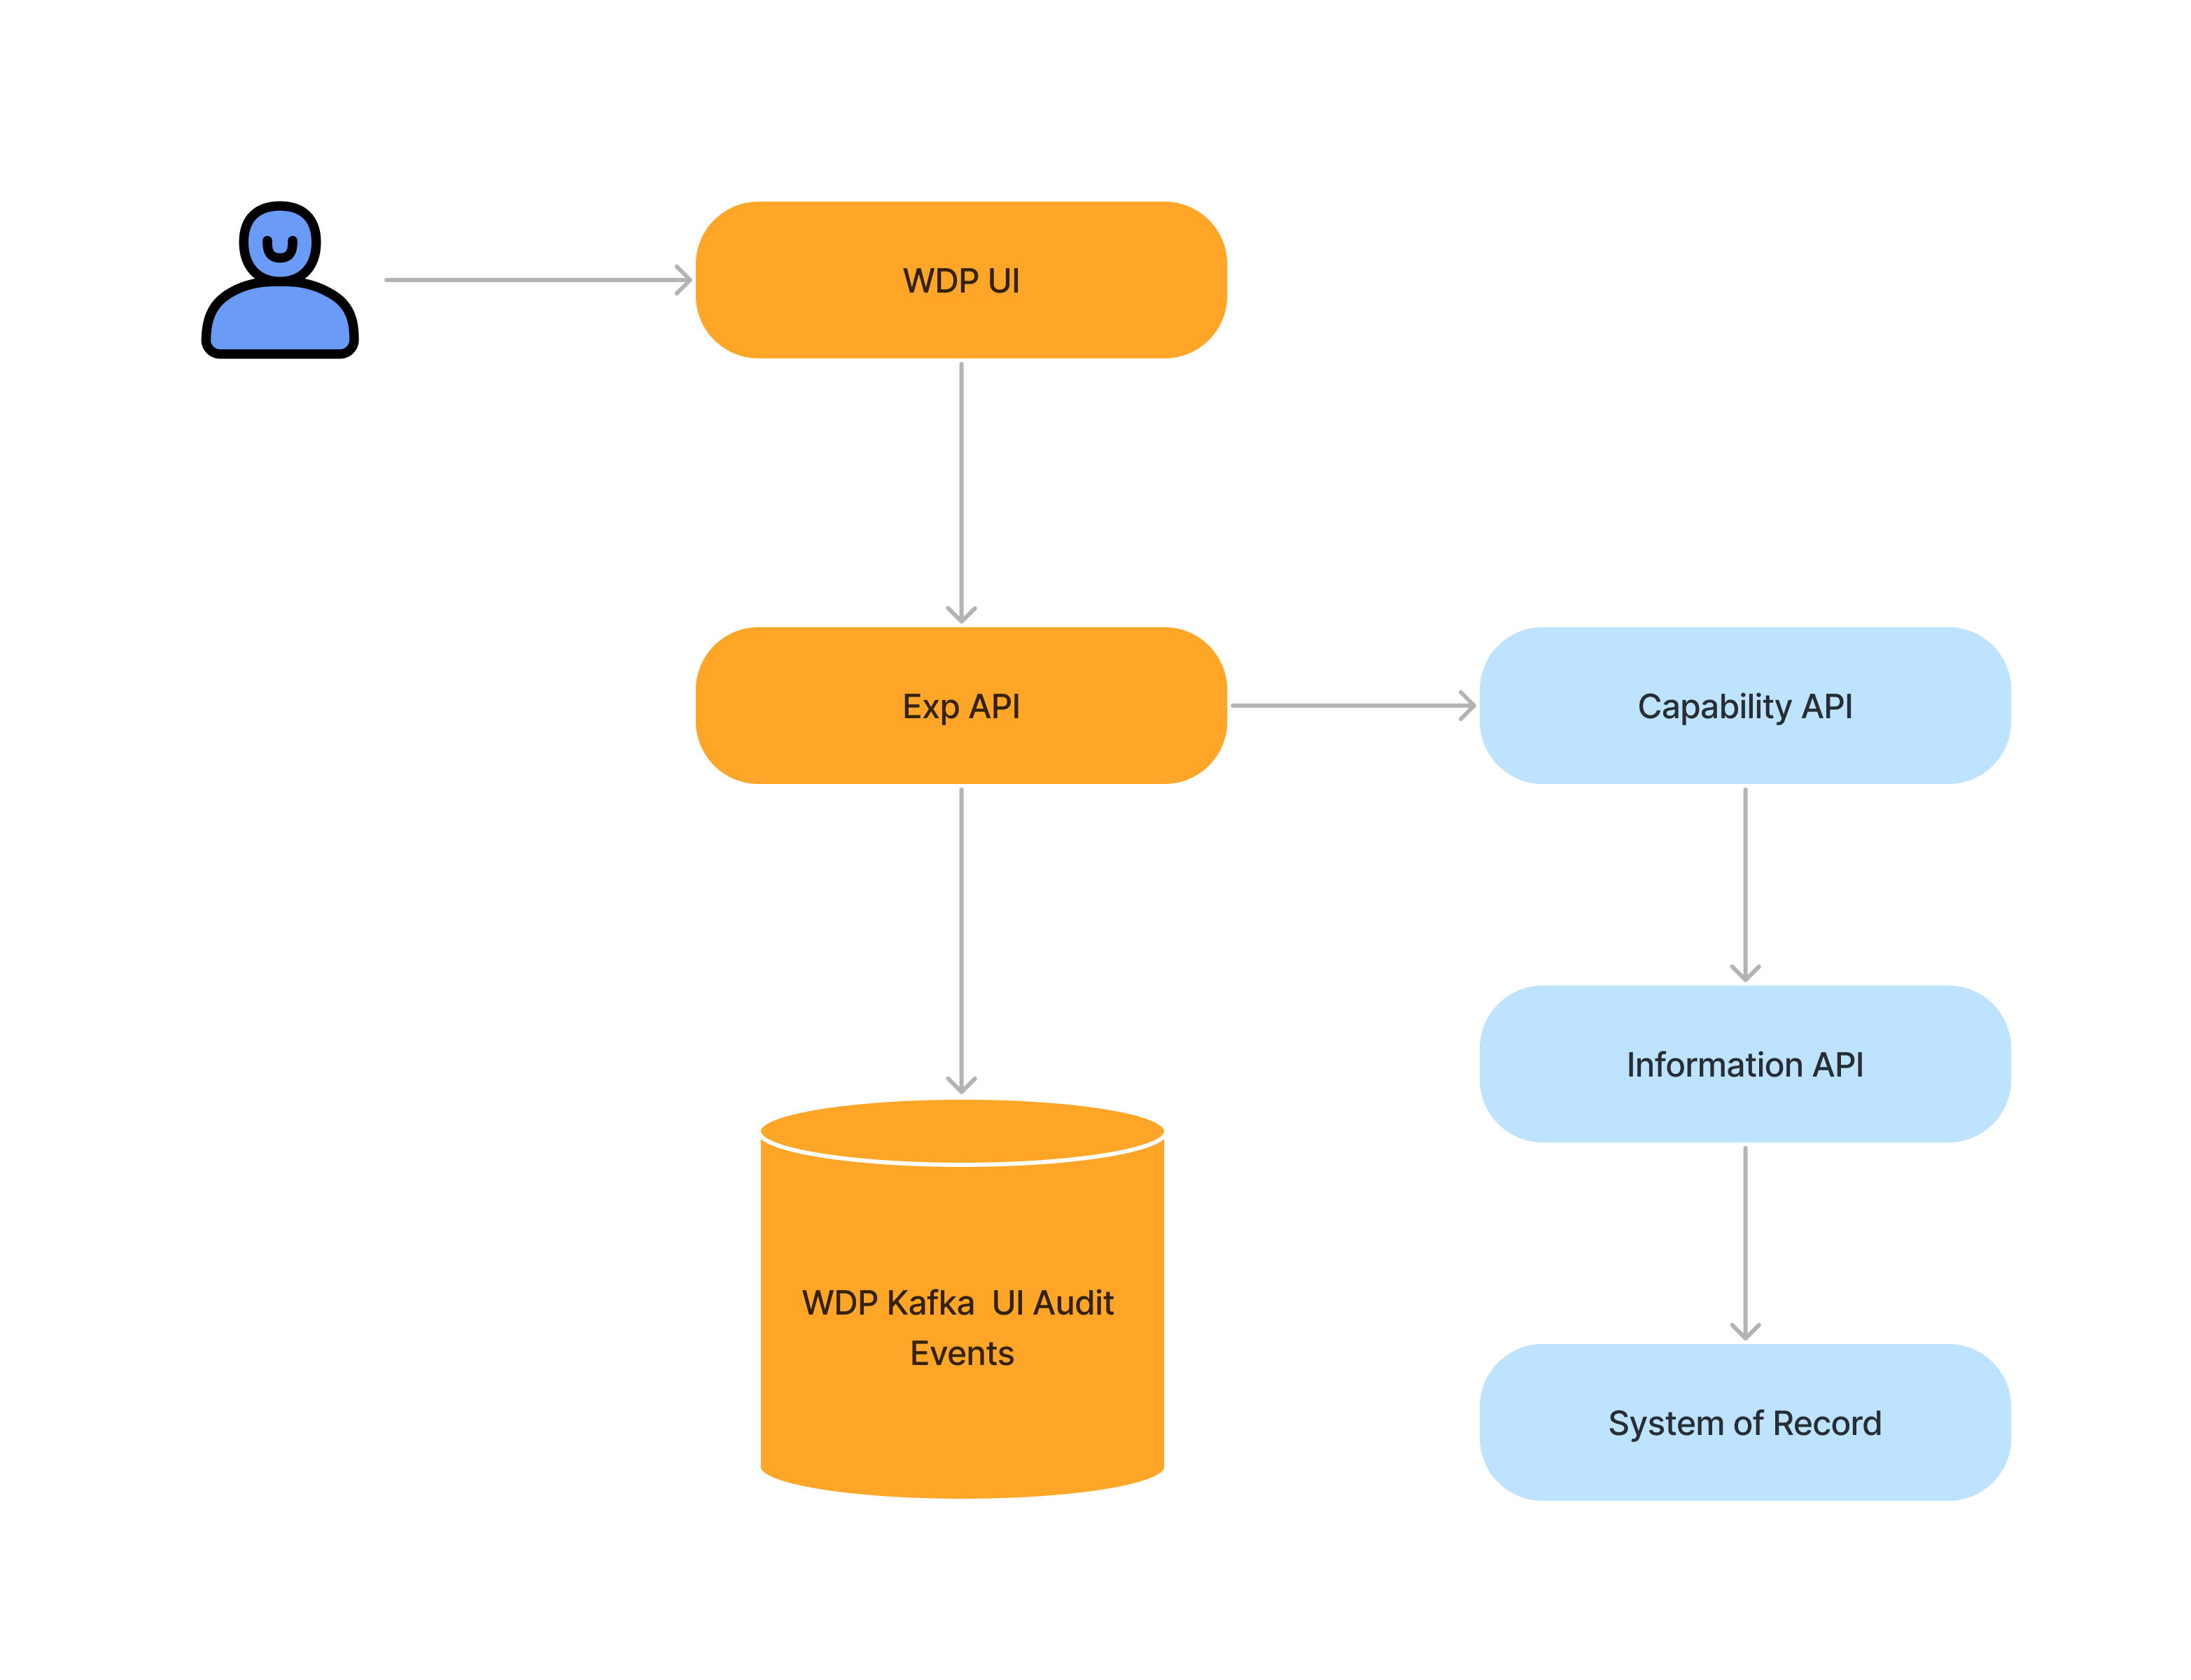 WDP UI
Exp API
Capability API
Information API
WDP Kafka  UI Audit
Events
System of Record